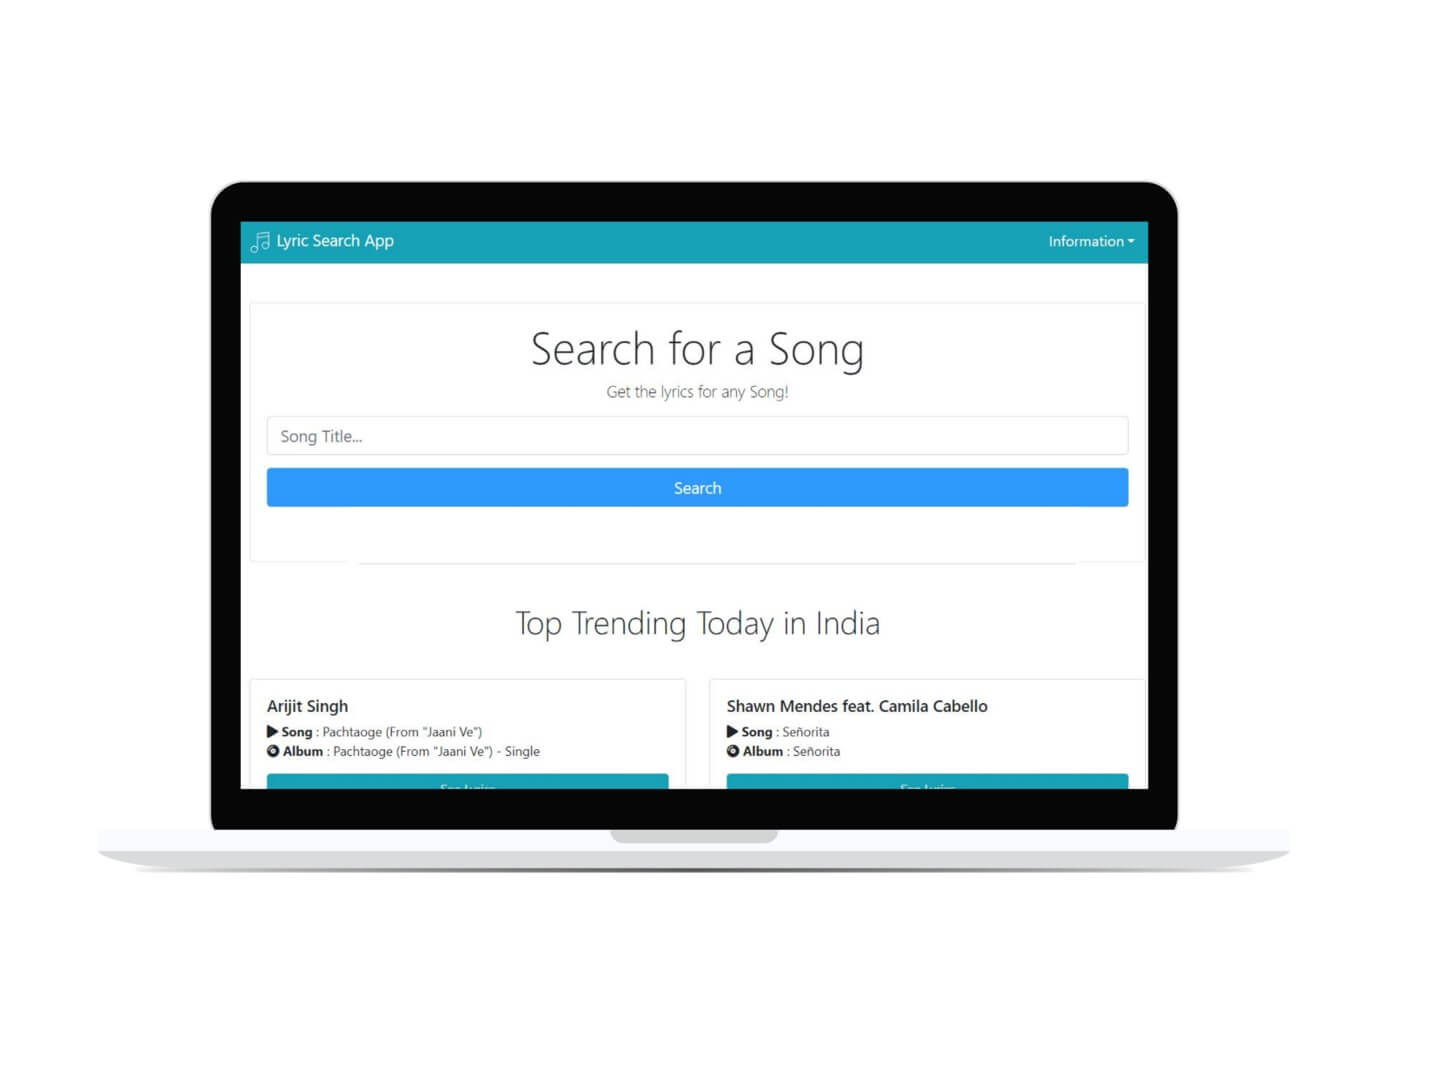 Lyric Search App
Information
Search for a Song
Get the lyrics for any Song!
Song Title...
Search
Top Trending Today in India
Arijit Singh
Song : Pachtaoge (From "Jaani Ve")
Album : Pachtaoge (From "Jaani Ve") - Single
Shawn Mendes feat. Camila Cabello
Song : Señorita
Album : Señorita